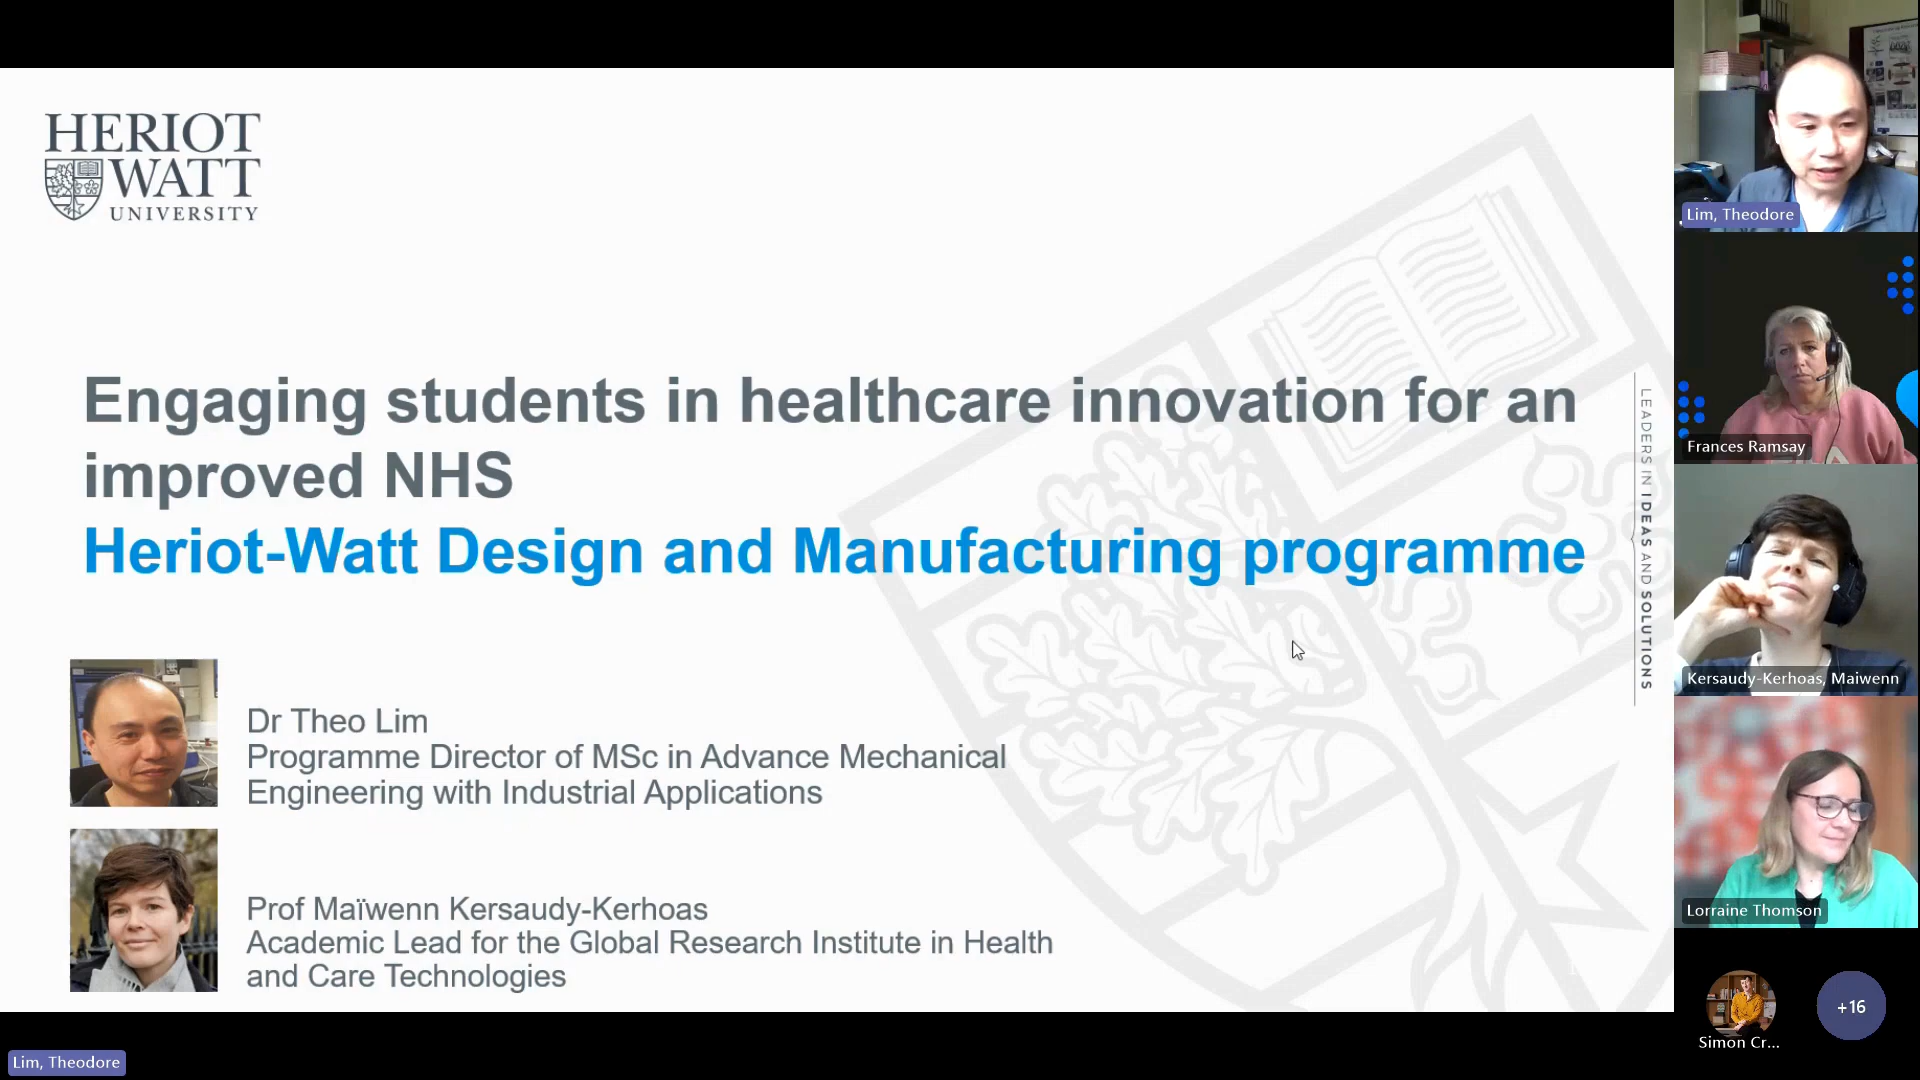 HERIOT
WATT
UNIVERSITY
Engaging students in healthcare innovation for an
improved NHS
Heriot-Watt Design and Manufacturing programme
Dr Theo Lim
Programme Director of MSc in Advance Mechanical
Engineering with Industrial Applications
Prof Maïwenn Kersaudy-Kerhoas
Academic Lead for the Global Research Institute in Health
and Care Technologies
LEADERS IN IDEAS AND SOLUTIONS
Lim, Theodore
Frances Ramsay
Kersaudy-Kerhoas, Maiwenn
Lorraine Thomson
Simon Cr...
+16
Lim, Theodore